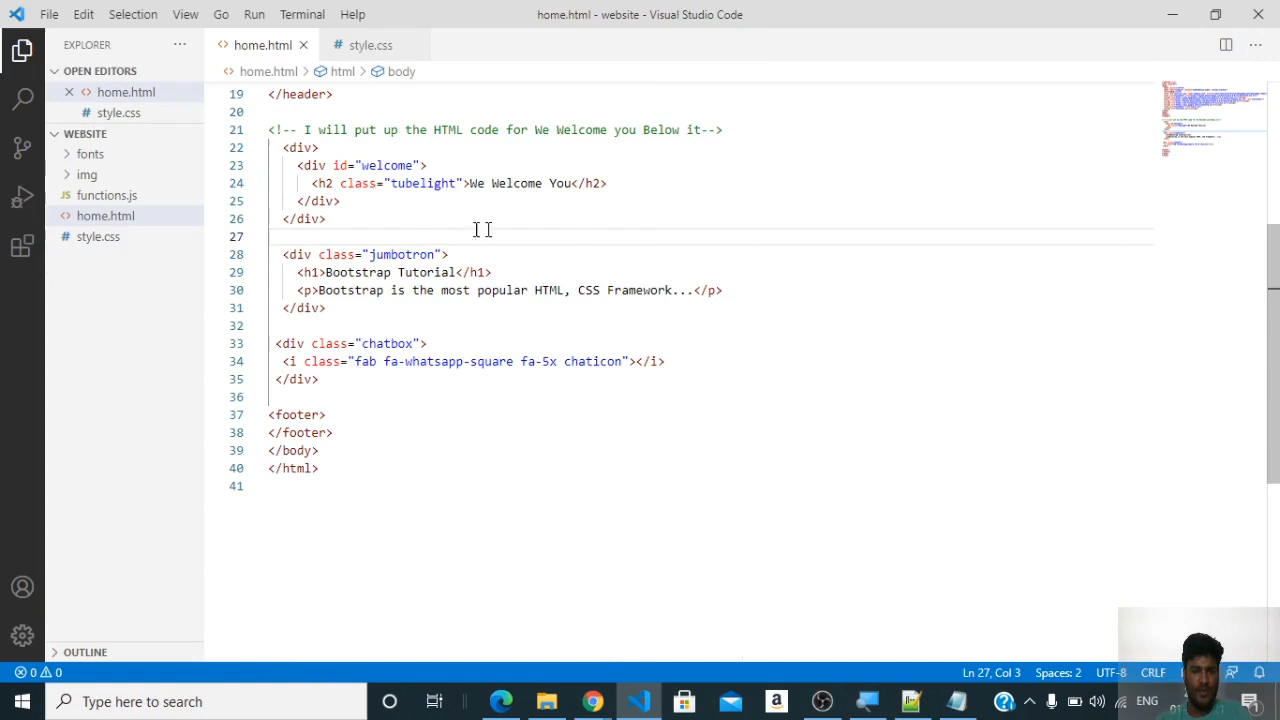 File Edit Selection View Go Run Terminal Help
home.html - website - Visual Studio Code
EXPLORER
OPEN EDITORS
home.html
style.css
WEBSITE
fonts
img
functions.js
home.html
style.css
OUTLINE
home.html
style.css
home.html > html > body
19 </header>
20
21 <!-- I will put up the HTML code for We Welcome you Below it-->
22 <div>
23 <div id="welcome">
24 <h2 class="tubelight">We Welcome You</h2>
25 </div>
26 </div>
27
28 <div class="jumbotron">
29 <h1>Bootstrap Tutorial</h1>
30 <p>Bootstrap is the most popular HTML, CSS Framework...</p>
31 </div>
32
33 <div class="chatbox">
34 <i class="fab fa-whatsapp-square fa-5x chaticon"></i>
35 </div>
36
37 <footer>
38 </footer>
39 </body>
40 </html>
41
0 0
Ln 27, Col 3 Spaces: 2 UTF-8 CRLF
Type here to search
ENG